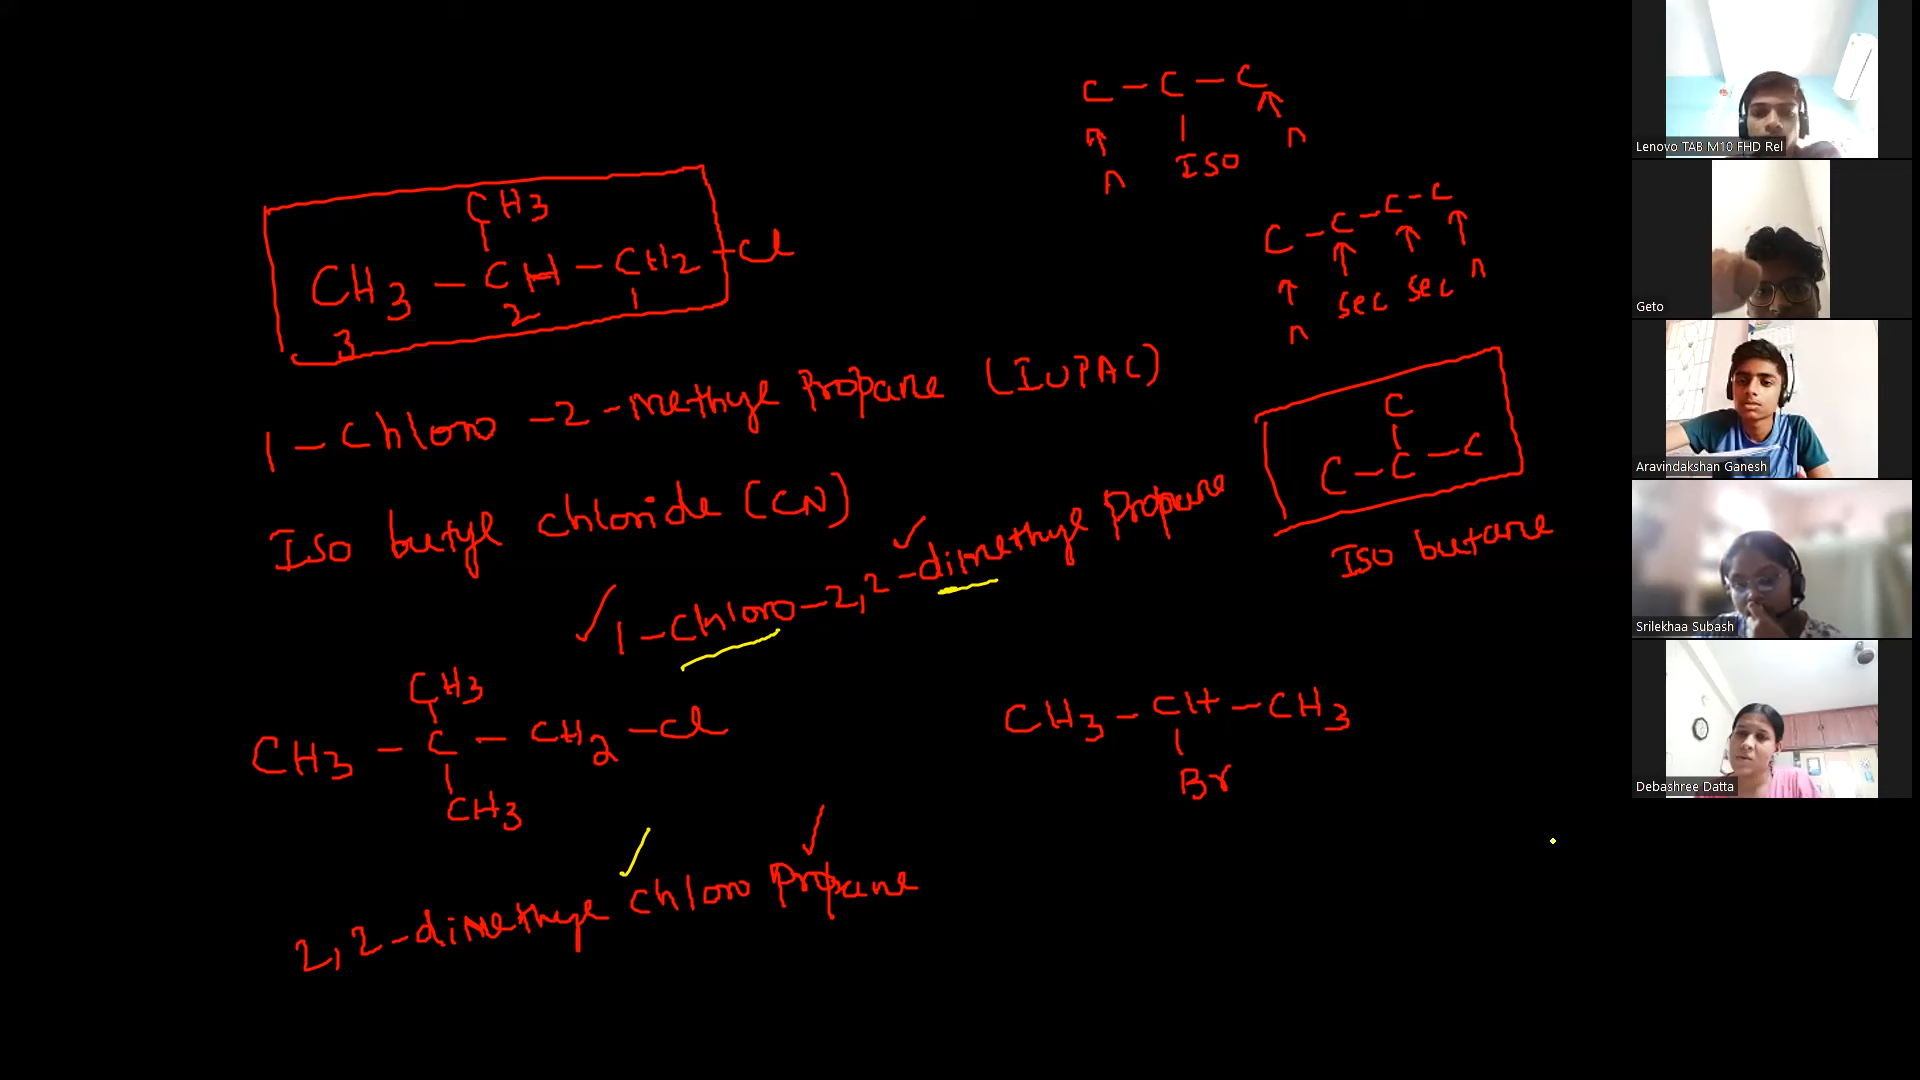 C - C - C
ISO
n n
C - C - C - C
n sec sec n
CH3
CH3 - CH - CH2 - Cl
3 2 1
1 - Chloro - 2 - methyl Propane (IUPAC)
Iso butyl chloride (CN)
C
C - C - C
Iso butane
1 - Chloro - 2,2 - dimethyl Propane
CH3
CH3 - C - CH2 - Cl
CH3
CH3 - CH - CH3
Br
2,2 - dimethyl chloro Propane
Lenovo TAB M10 FHD Rel
Geto
Aravindakshan Ganesh
Srilekhaa Subash
Debashree Datta